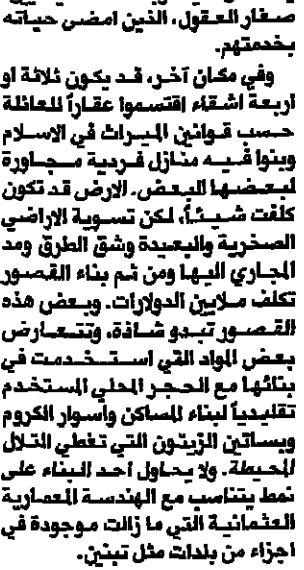 صغار العقول، الذين امضى حياته
بخدمتهم.
وفي مكان آخر، قد يكون ثلاثة او
اربعة اشقاء اقتسموا عقاراً للعائلة
حسب قوانين الميراث في الاسلام
وبنوا فيه منازل فردية مجاورة
لبعضها البعض. الارض قد تكون
كلفت شيئاً، لكن تسوية الاراضي
الصخرية والبعيدة وشق الطرق ومد
المجاري اليها ومن ثم بناء القصور
تكلف ملايين الدولارات. وبعض هذه
القصور تبدو شاذة، وتتعارض
بعض المواد التي استخدمت في
بنائها مع الحجر المحلي المستخدم
تقليدياً لبناء المساكن وأسوار الكروم
وبساتين الزيتون التي تغطي التلال
المحيطة. ولا يحاول احد البناء على
نمط يتناسب مع الهندسة المعمارية
العثمانية التي ما زالت موجودة في
اجزاء من بلدات مثل تبنين.